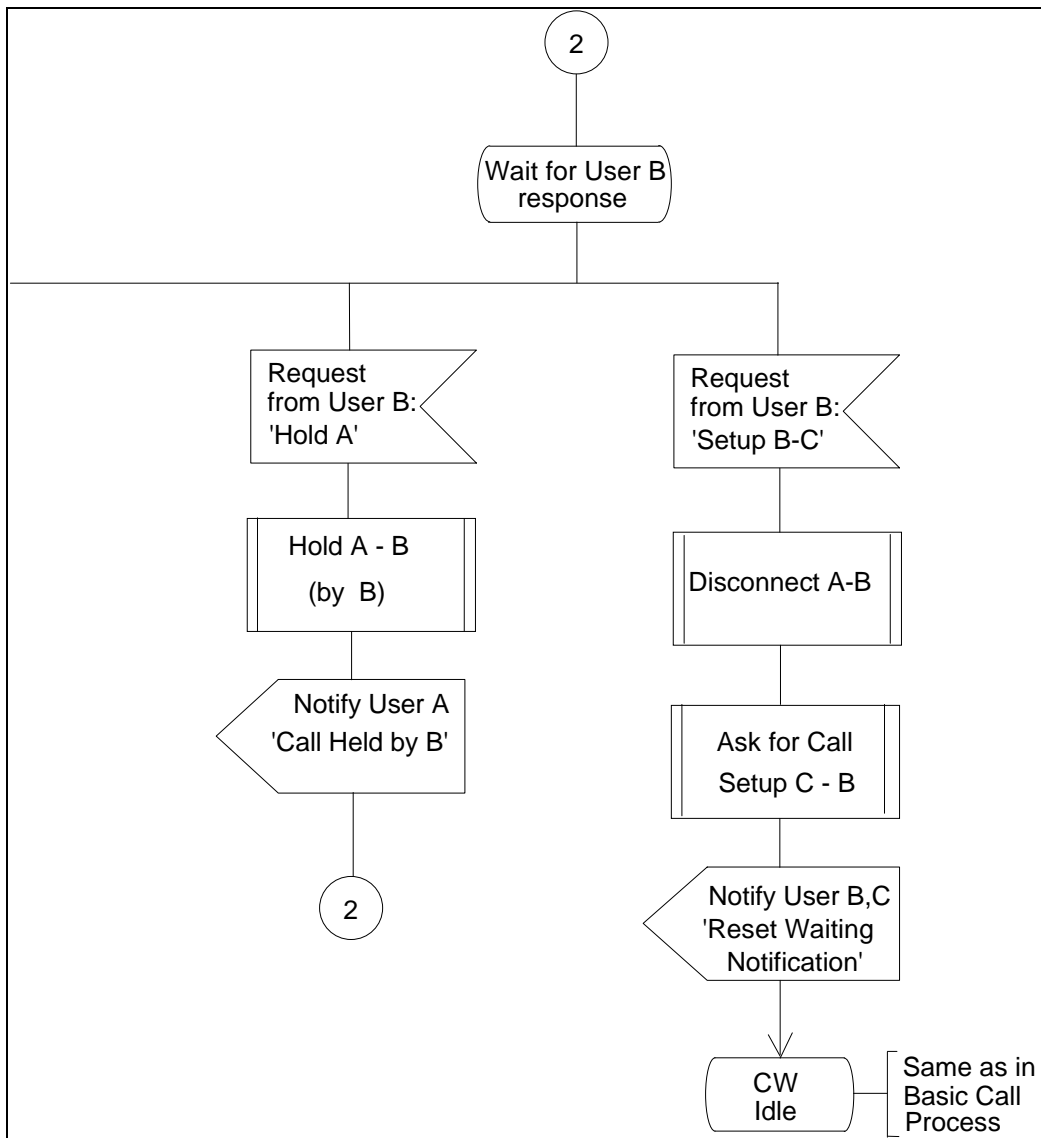 2
Wait for User B
response
Request
from User B:
'Hold A'
Hold A - B
(by B)
Notify User A
'Call Held by B'
2
Request
from User B:
'Setup B-C'
Disconnect A-B
Ask for Call
Setup C - B
Notify User B,C
'Reset Waiting
Notification'
CW
Idle
Same as in
Basic Call
Process